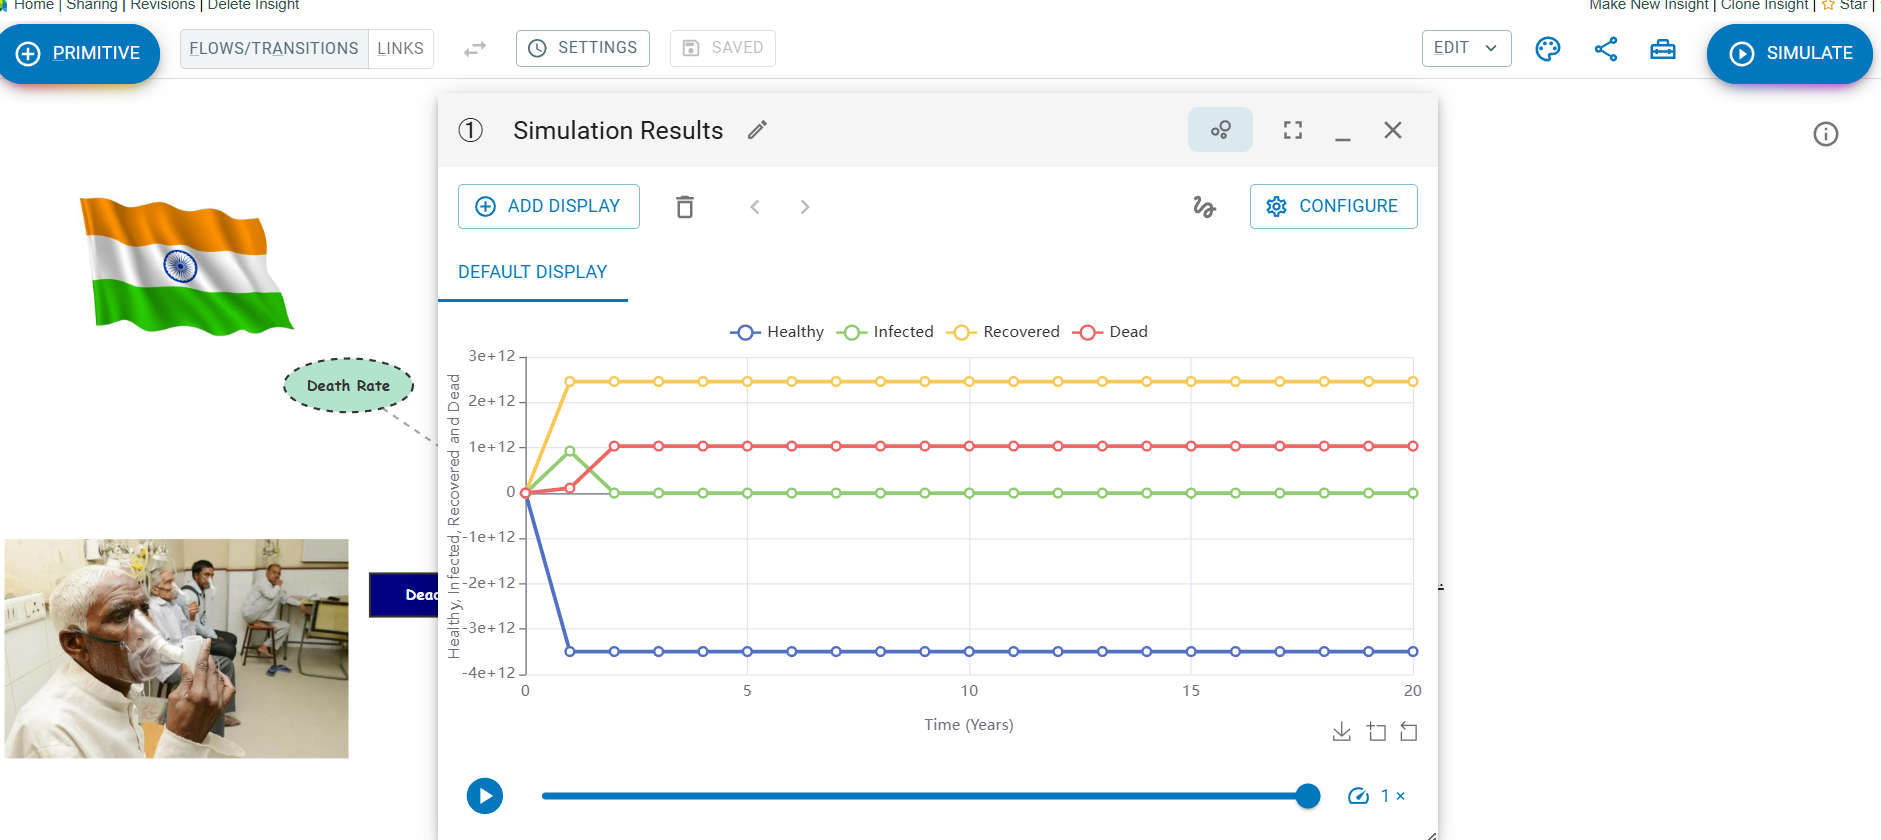 Home | Sharing | Revisions | Delete Insight
Make New Insight | Clone Insight | Star |
PRIMITIVE
FLOWS/TRANSITIONS
LINKS
SETTINGS
SAVED
EDIT
SIMULATE
1
Simulation Results
ADD DISPLAY
CONFIGURE
DEFAULT DISPLAY
Healthy
Infected
Recovered
Dead
Healthy, Infected, Recovered and Dead
3e+12
2e+12
1e+12
0
-1e+12
-2e+12
-3e+12
-4e+12
0
5
10
15
20
Time (Years)
1 ×
Death Rate